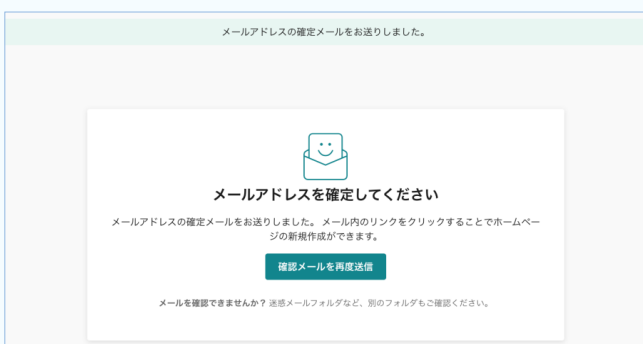 メールアドレスの確定メールをお送りしました。
メールアドレスを確定してください
メールアドレスの確定メールをお送りしました。 メール内のリンクをクリックすることでホームペー
ジの新規作成ができます。
確認メールを再度送信
メールを確認できませんか？ 迷惑メールフォルダなど、別のフォルダもご確認ください。